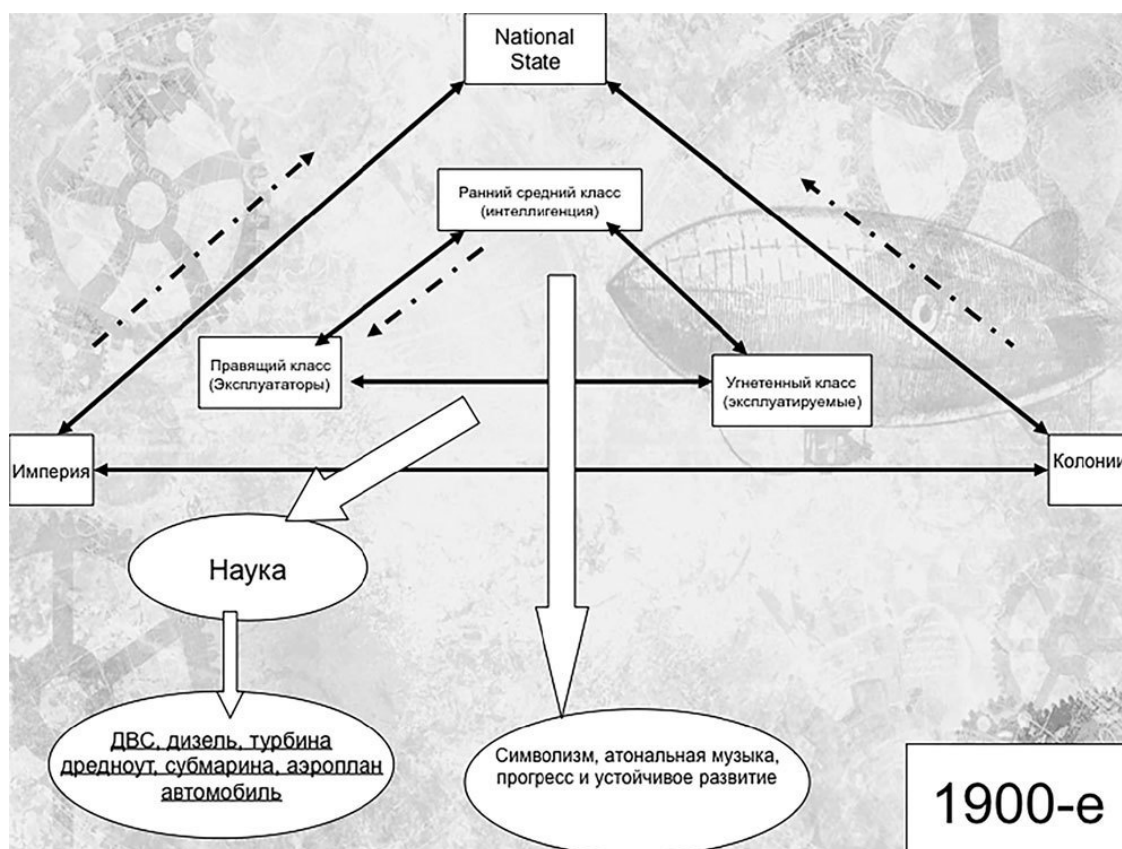 National
State
Ранний средний класс
(интеллигенция)
Правящий класс
(Эксплуататоры)
Угнетенный класс
(эксплуатируемые)
Империя
Колонии
Наука
ДВС, дизель, турбина
дредноут, субмарина, аэроплан
автомобиль
Символизм, атональная музыка,
прогресс и устойчивое развитие
1900-е